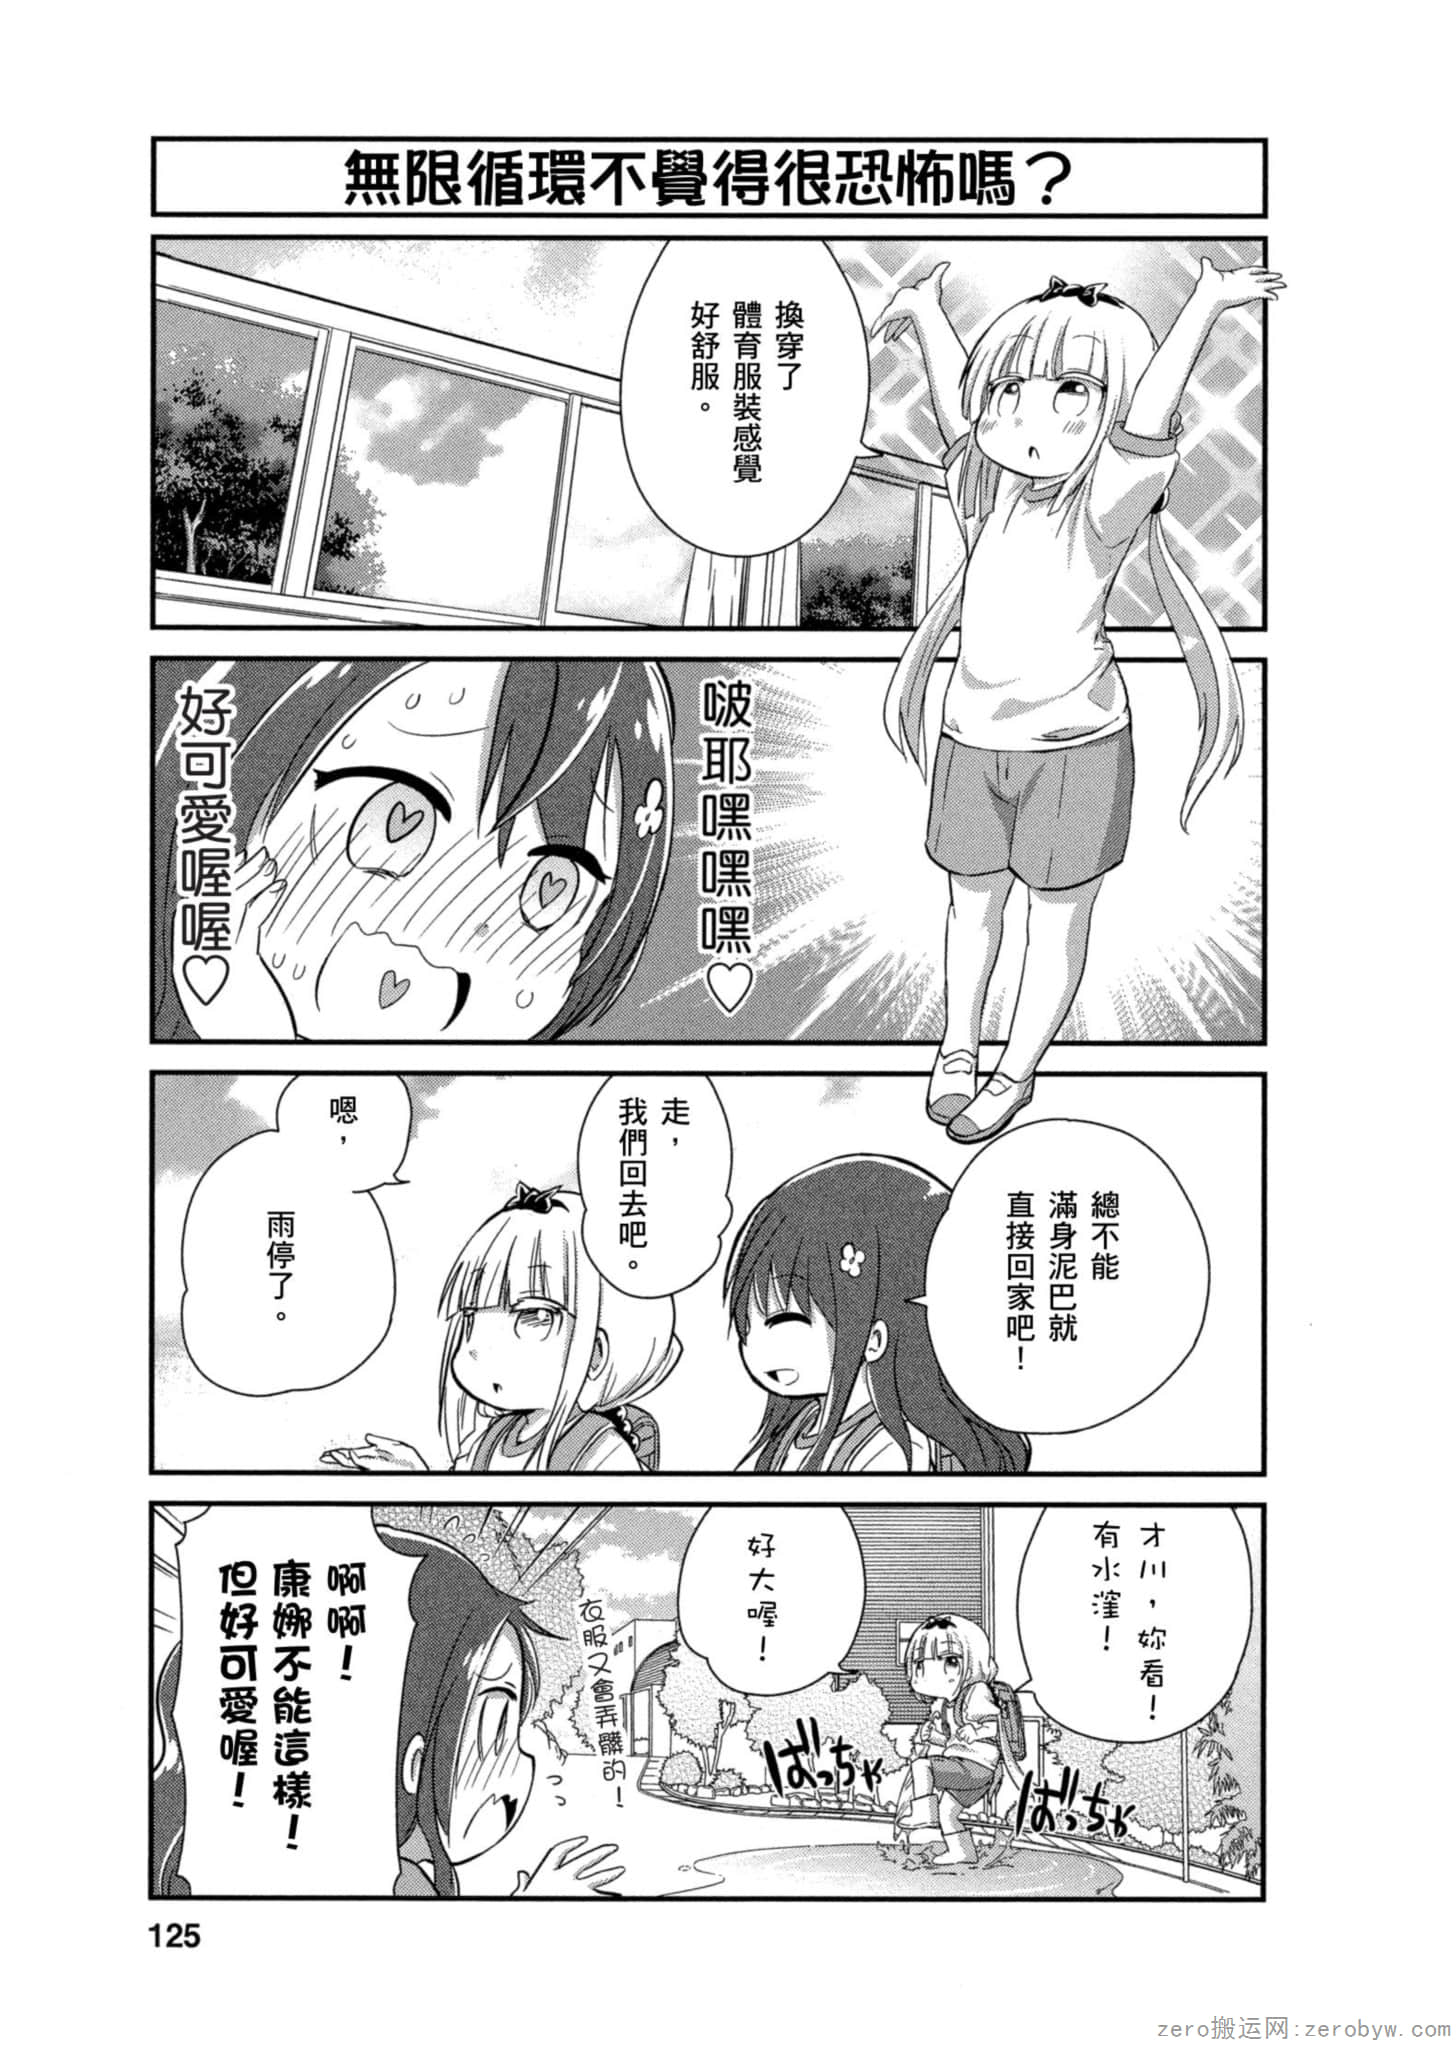 無限循環不覺得很恐怖嗎？
換穿了
體育服裝感覺
好舒服。
啵耶嘿嘿嘿嘿♡
好可愛喔喔♡
總不能
滿身泥巴就
直接回家吧！
走，
我們回去吧。
嗯，
雨停了。
才川，妳看！
有水窪！
好大喔！
ばっちゃ
ばっちゃ
衣服又會弄髒的！
啊啊！
康娜不能這樣！
但好可愛喔！
125
zero搬运网:zerobyw.com